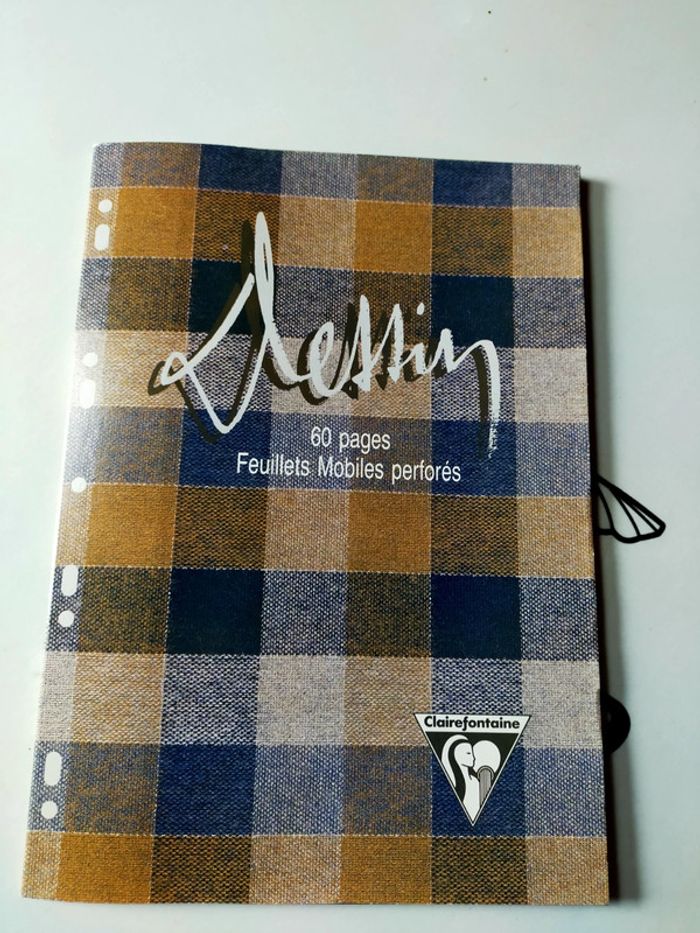 Dessin
60 pages
Feuillets Mobiles perforés
Clairefontaine